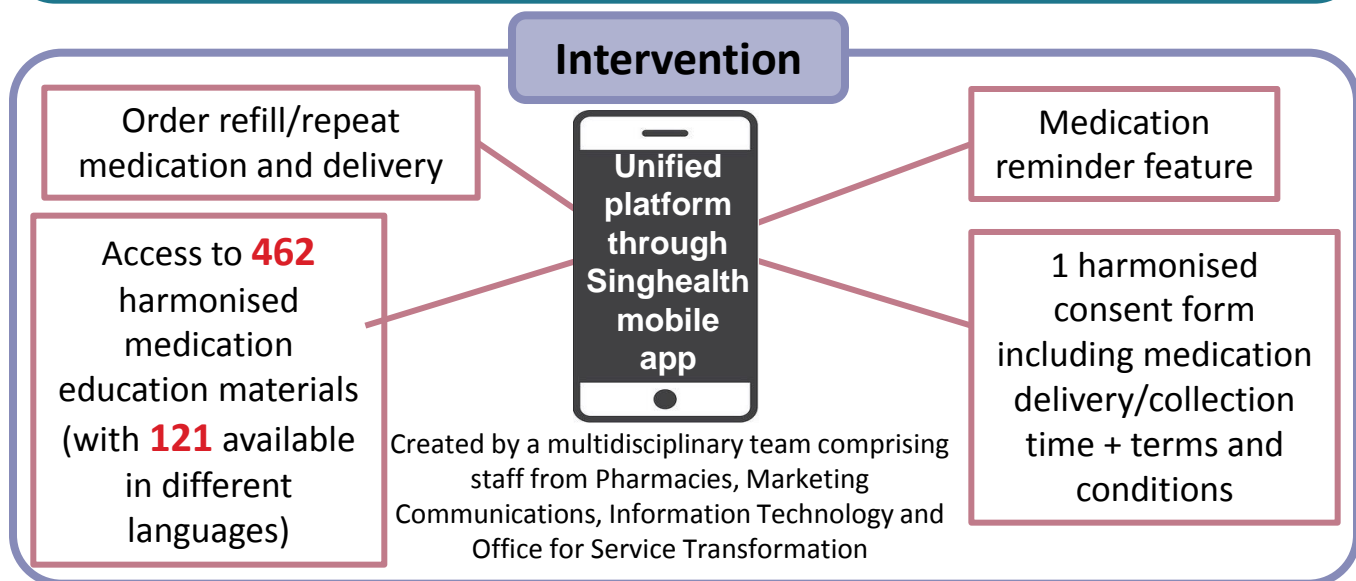 Intervention
Order refill/repeat
medication and delivery
Access to 462
harmonised
medication
education materials
(with 121 available
in different
languages)
Unified
platform
through
Singhealth
mobile
app
Created by a multidisciplinary team comprising
staff from Pharmacies, Marketing
Communications, Information Technology and
Office for Service Transformation
Medication
reminder feature
1 harmonised
consent form
including medication
delivery/collection
time + terms and
conditions